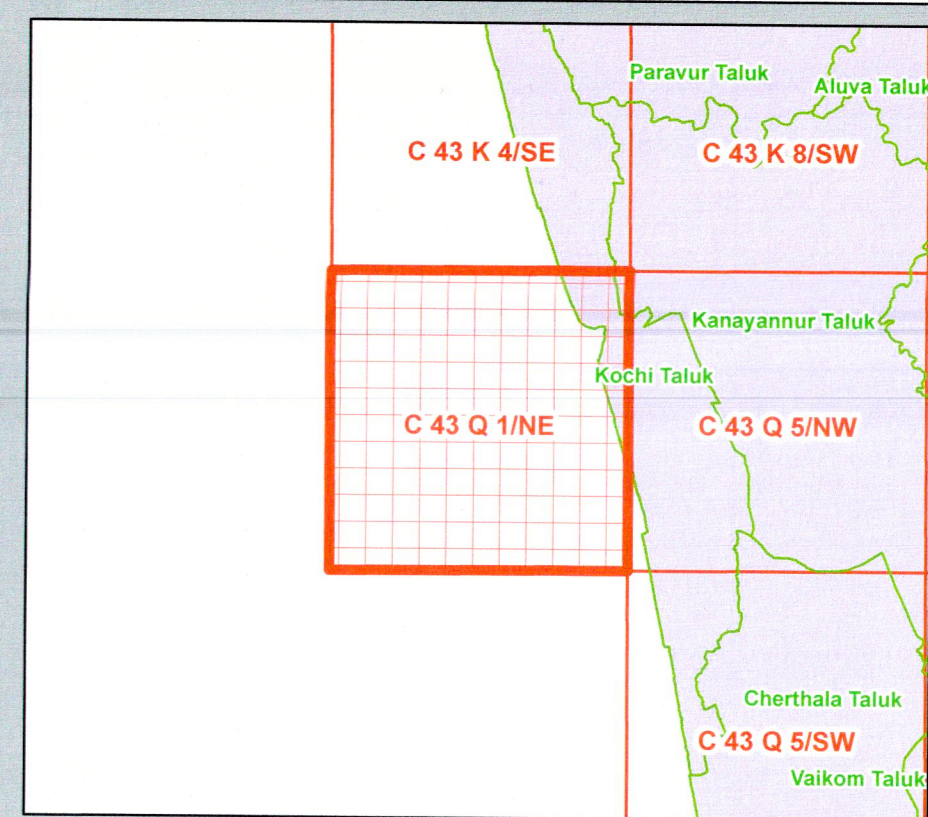 Paravur Taluk
Aluva Taluk
C 43 K 4/SE
C 43 K 8/SW
Kanayannur Taluk
Kochi Taluk
C 43 Q 1/NE
C 43 Q 5/NW
Cherthala Taluk
C 43 Q 5/SW
Vaikom Taluk